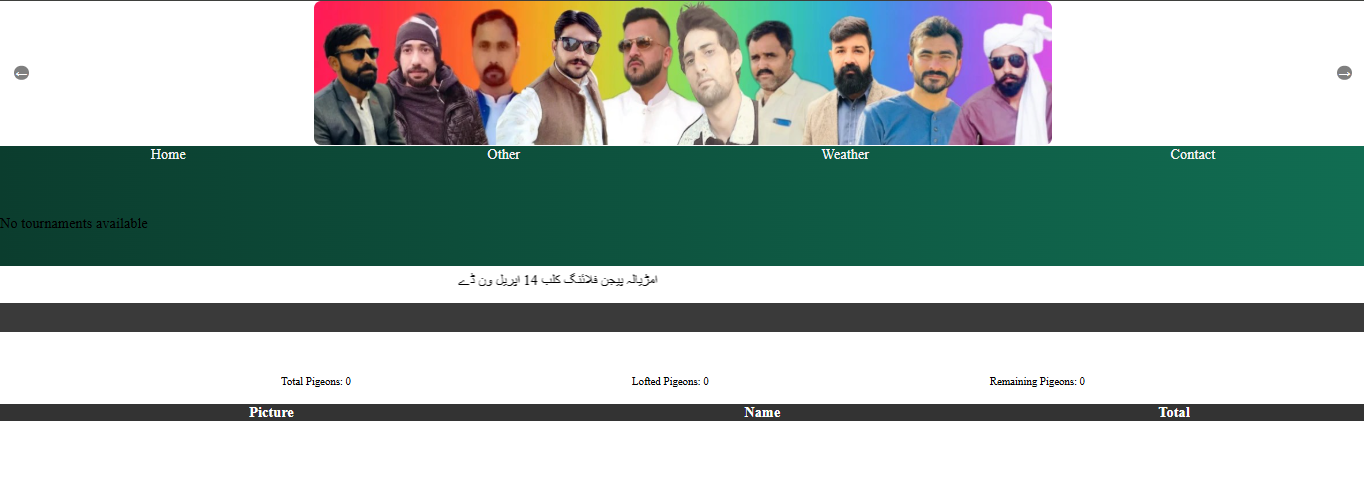 Home Other Weather Contact
No tournaments available
امڑیالہ پیجن فلائنگ کلب 14 اپریل ون ڈے
Total Pigeons: 0 Lofted Pigeons: 0 Remaining Pigeons: 0
Picture Name Total